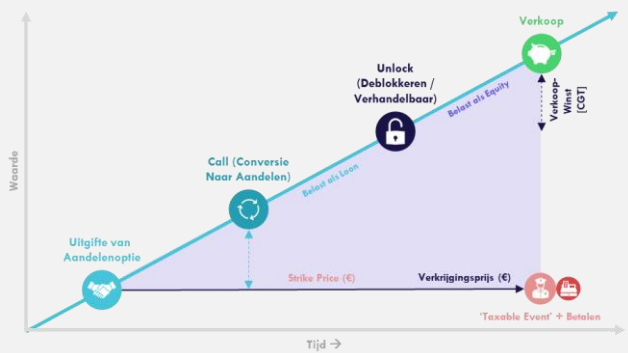 Verkoop
Unlock
(Deblokkeren /
Verhandelbaar)
Belast als Equity
Verkoop-
Winst
[CGT]
Call (Conversie
Naar Aandelen)
Belast als Loon
Waarde
Uitgifte van
Aandelenoptie
Strike Price (€)
Verkrijgingsprijs (€)
'Taxable Event' + Betalen
Tijd →